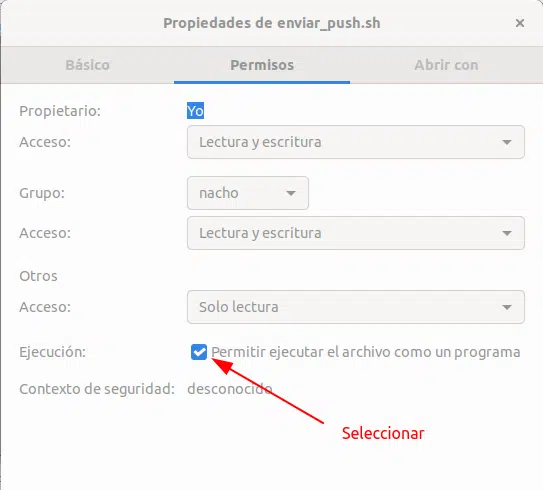 Propiedades de enviar_push.sh ×
Básico Permisos Abrir con
Propietario: Yo
Acceso: Lectura y escritura
Grupo: nacho
Acceso: Lectura y escritura
Otros
Acceso: Solo lectura
Ejecución: Permitir ejecutar el archivo como un programa
Contexto de seguridad: desconocido
Seleccionar